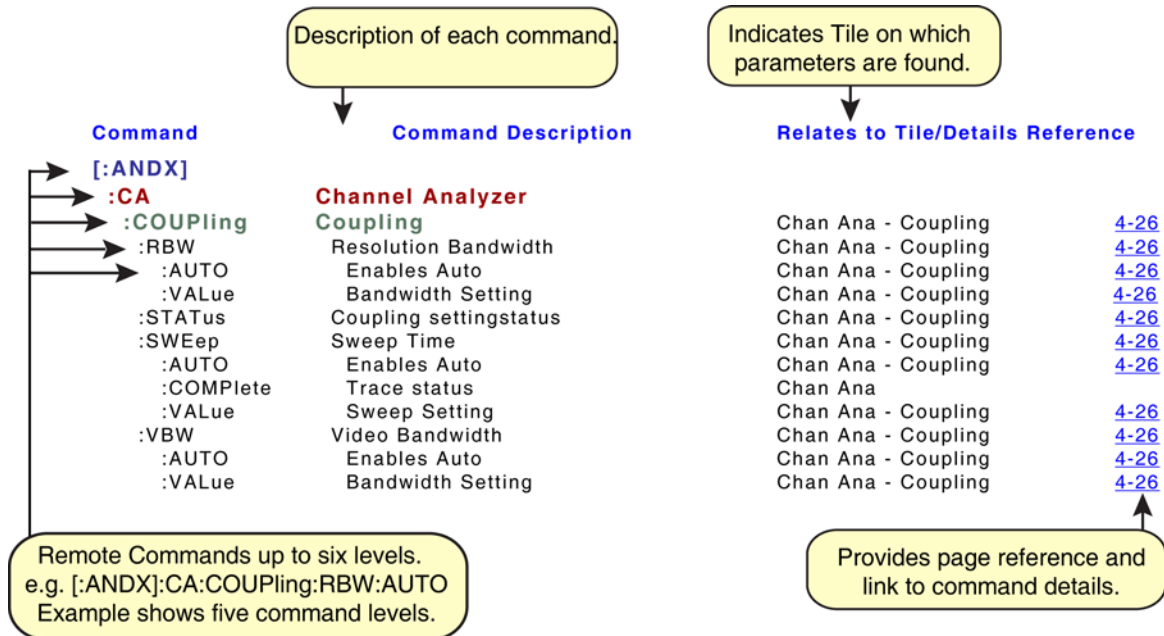 Description of each command.
Indicates Tile on which
parameters are found.
Command Command Description Relates to Tile/Details Reference
[:ANDX]
:CA Channel Analyzer
:COUPling Coupling Chan Ana - Coupling 4-26
:RBW Resolution Bandwidth Chan Ana - Coupling 4-26
:AUTO Enables Auto Chan Ana - Coupling 4-26
:VALue Bandwidth Setting Chan Ana - Coupling 4-26
:STATus Coupling settingstatus Chan Ana - Coupling 4-26
:SWEep Sweep Time Chan Ana - Coupling 4-26
:AUTO Enables Auto Chan Ana - Coupling 4-26
:COMPlete Trace status Chan Ana
:VALue Sweep Setting Chan Ana - Coupling 4-26
:VBW Video Bandwidth Chan Ana - Coupling 4-26
:AUTO Enables Auto Chan Ana - Coupling 4-26
:VALue Bandwidth Setting Chan Ana - Coupling 4-26
Remote Commands up to six levels.
e.g. [:ANDX]:CA:COUPling:RBW:AUTO
Example shows five command levels.
Provides page reference and
link to command details.